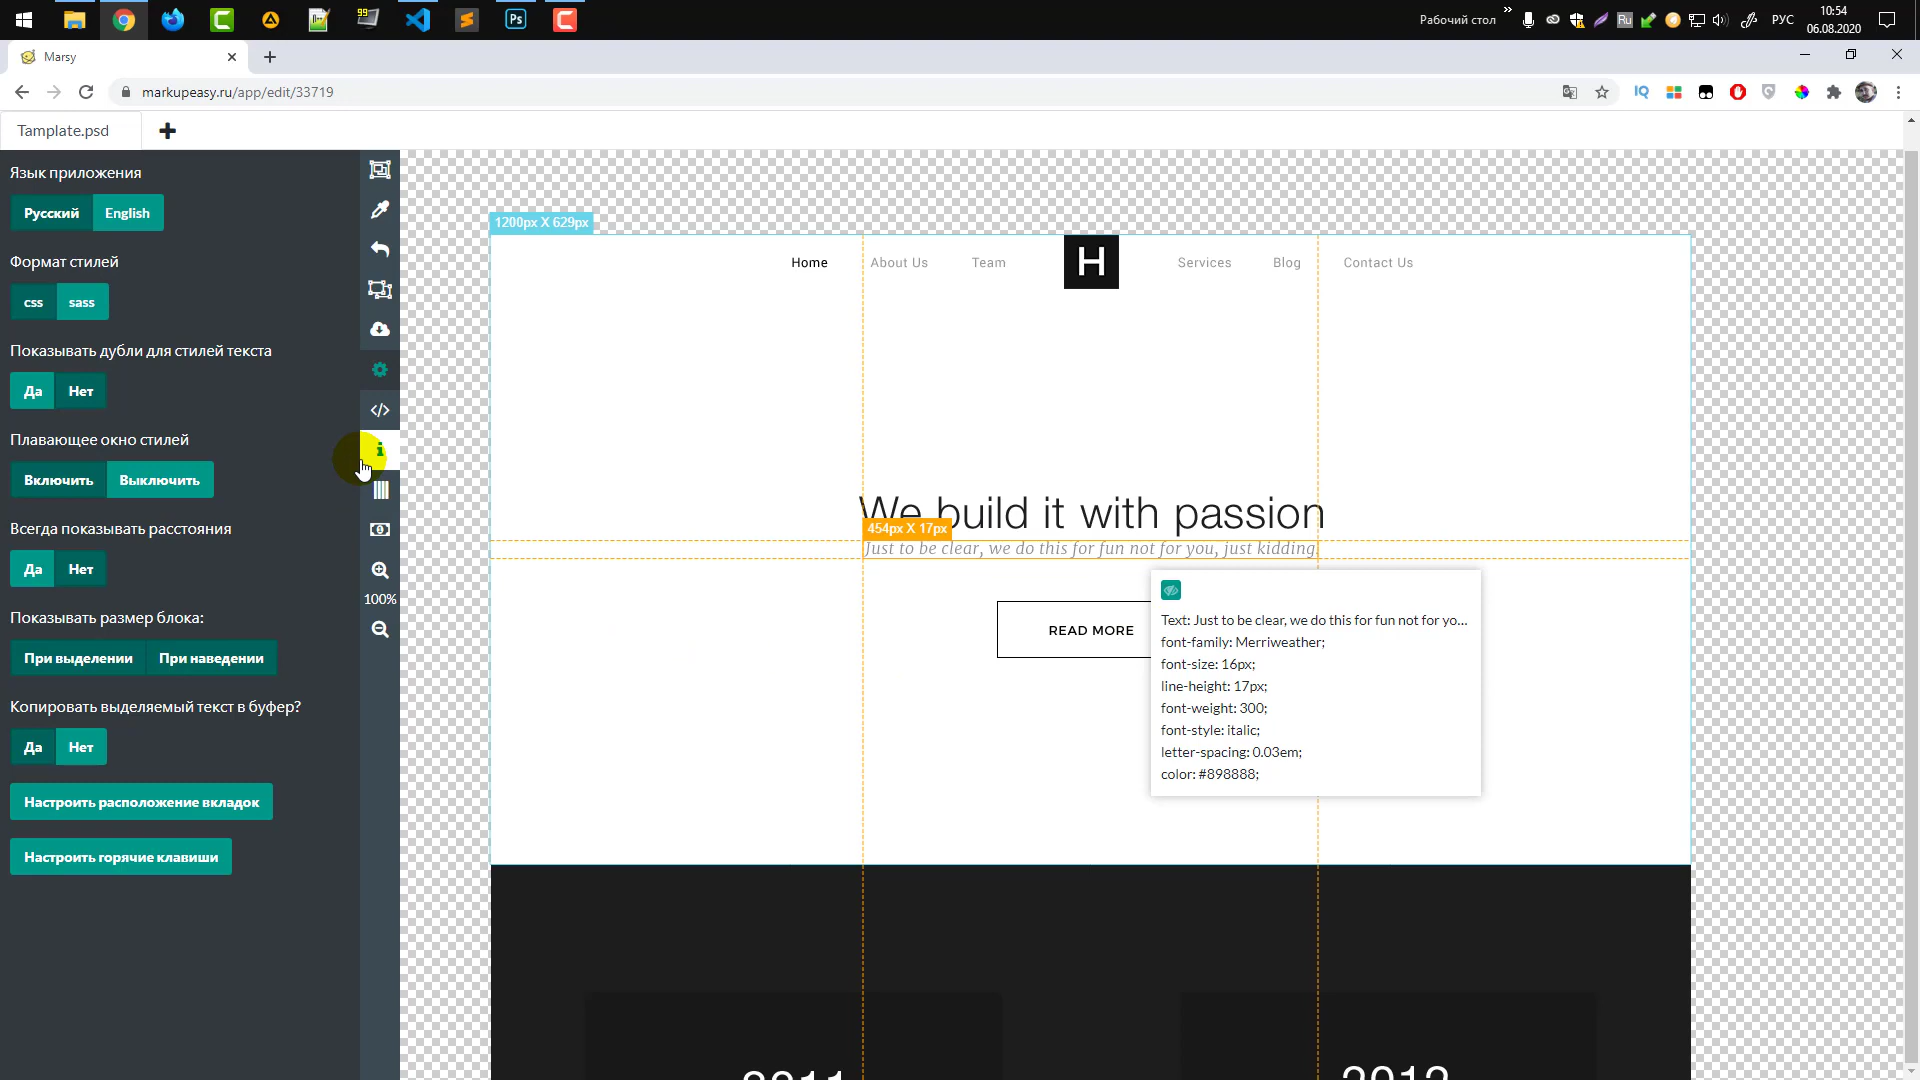 Рабочий стол
Ru
РУС
10:54
06.08.2020
99
Ps
Marsy
markupeasy.ru/app/edit/33719
IQ
Tamplate.psd
Язык приложения
Русский English
Формат стилей
css sass
Показывать дубли для стилей текста
Да Нет
Плавающее окно стилей
Включить Выключить
Всегда показывать расстояния
Да Нет
Показывать размер блока:
При выделении При наведении
Копировать выделяемый текст в буфер?
Да Нет
Настроить расположение вкладок
Настроить горячие клавиши
100%
1200px X 629px
Home About Us Team H Services Blog Contact Us
We build it with passion
454px X 17px
Just to be clear, we do this for fun not for you, just kidding.
READ MORE
Text: Just to be clear, we do this for fun not for yo...
font-family: Merriweather;
font-size: 16px;
line-height: 17px;
font-weight: 300;
font-style: italic;
letter-spacing: 0.03em;
color: #898888;
2011 2012